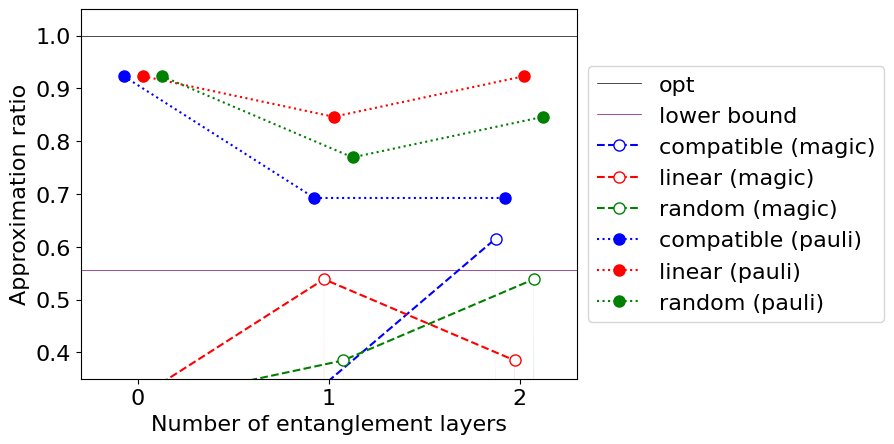 1.0
0.9
0.8
0.7
0.6
0.5
0.4
Approximation ratio
0 1 2
Number of entanglement layers
opt
lower bound
compatible (magic)
linear (magic)
random (magic)
compatible (pauli)
linear (pauli)
random (pauli)